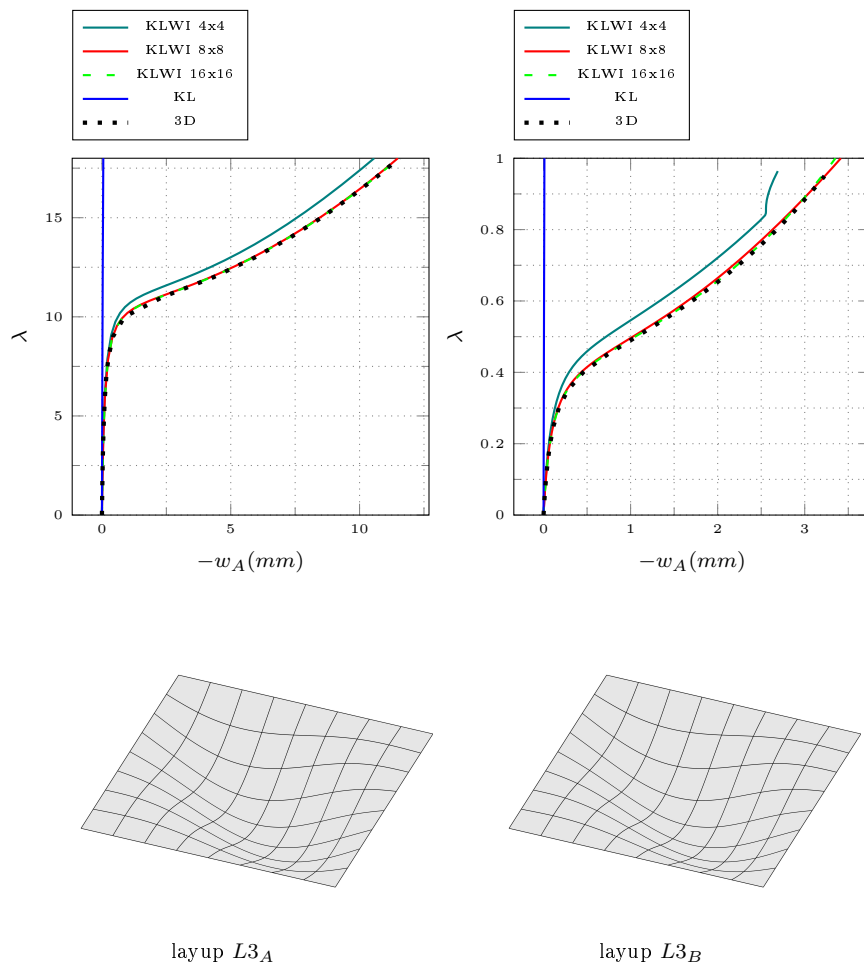 KLWI 4x4
KLWI 8x8
KLWI 16x16
KL
3D
KLWI 4x4
KLWI 8x8
KLWI 16x16
KL
3D
15
10
5
0
λ
0 5 10
−w_A(mm)
1
0.8
0.6
0.4
0.2
0
λ
0 1 2 3
−w_A(mm)
layup L3_A
layup L3_B